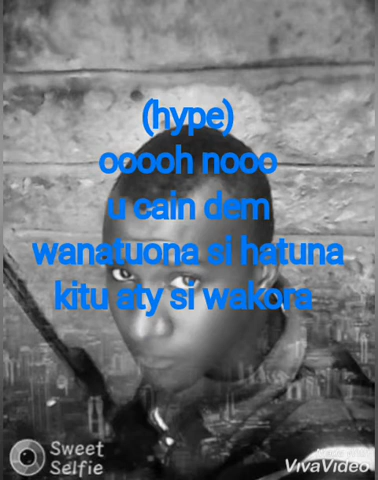 (hype)
ooooh nooo
u cain dem
wanatuona si hatuna
kitu aty si wakora
Sweet
Selfie
VivaVideo